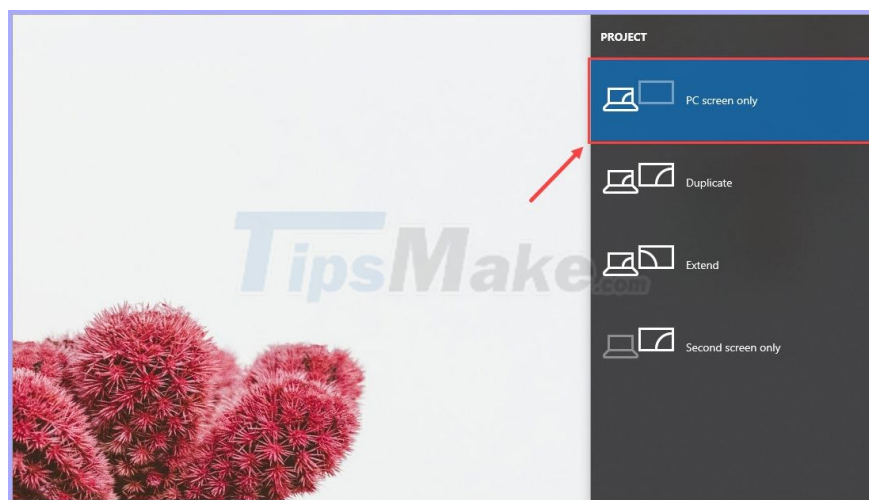 PROJECT
PC screen only
Duplicate
TipsMake.com
Extend
Second screen only